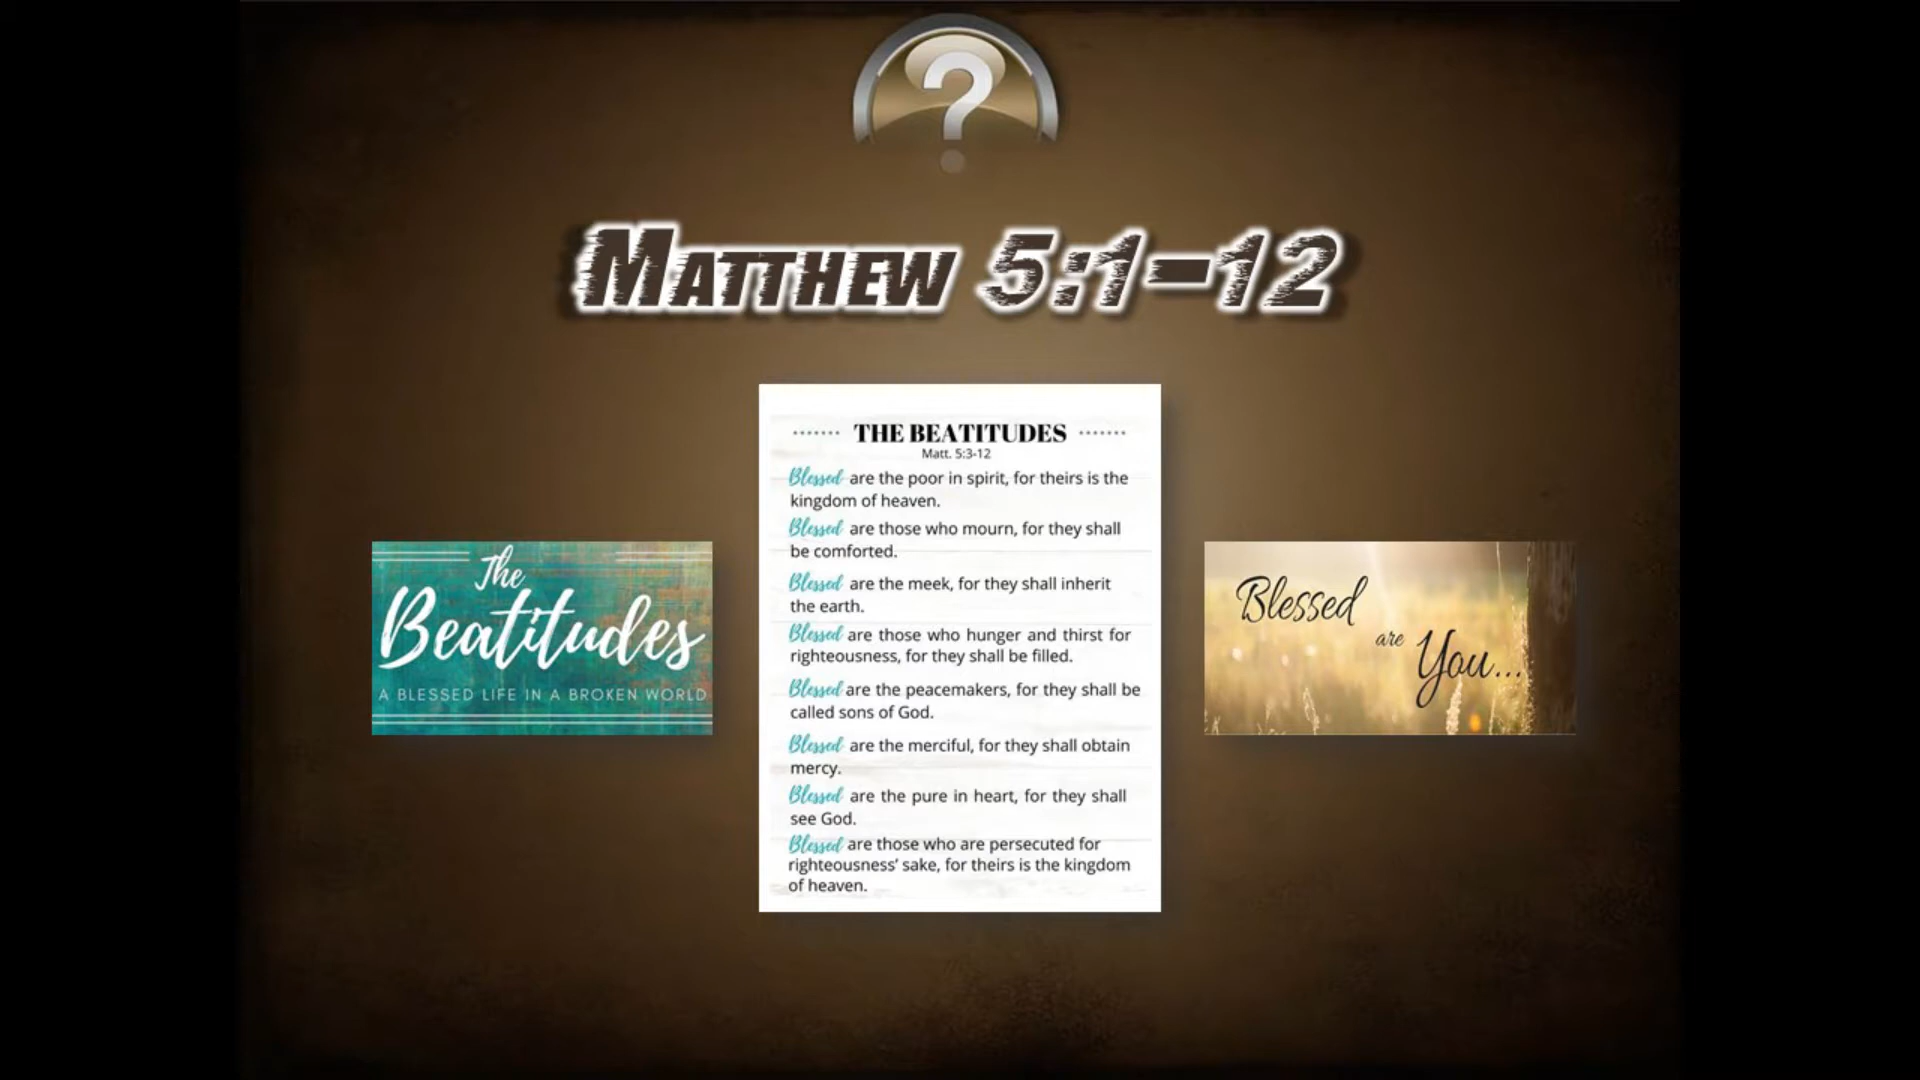 ?
MATTHEW 5:1-12
THE BEATITUDES
Matt. 5:3-12
Blessed are the poor in spirit, for theirs is the
kingdom of heaven.
Blessed are those who mourn, for they shall
be comforted.
Blessed are the meek, for they shall inherit
the earth.
Blessed are those who hunger and thirst for
righteousness, for they shall be filled.
Blessed are the peacemakers, for they shall be
called sons of God.
Blessed are the merciful, for they shall obtain
mercy.
Blessed are the pure in heart, for they shall
see God.
Blessed are those who are persecuted for
righteousness' sake, for theirs is the kingdom
of heaven.
The
Beatitudes
A BLESSED LIFE IN A BROKEN WORLD
Blessed
are
You...